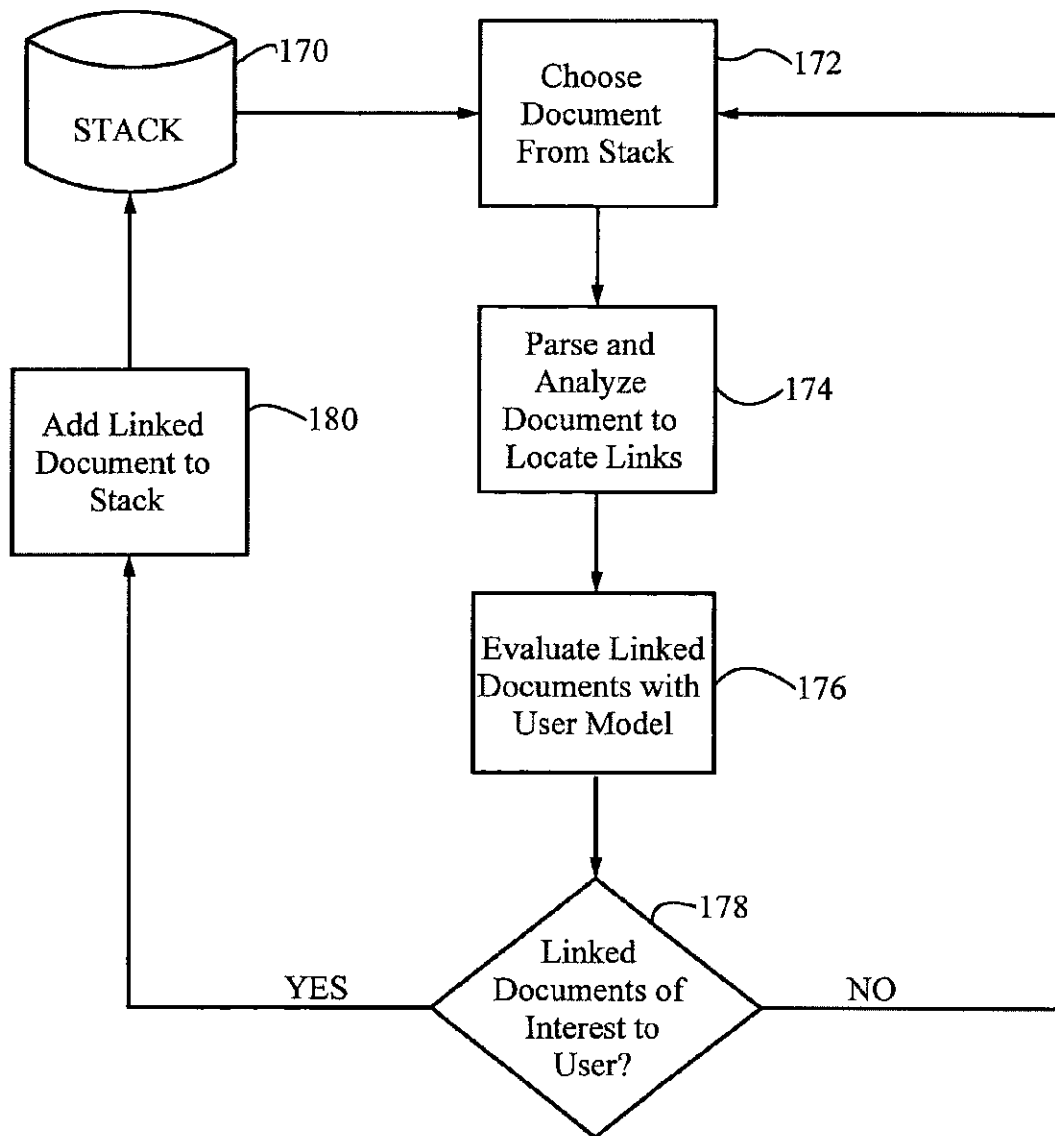 170
STACK
172
Choose
Document
From Stack
Parse and
Analyze
Document to
Locate Links
174
Add Linked
Document to
Stack
180
Evaluate Linked
Documents with
User Model
176
178
Linked
Documents of
Interest to
User?
YES
NO